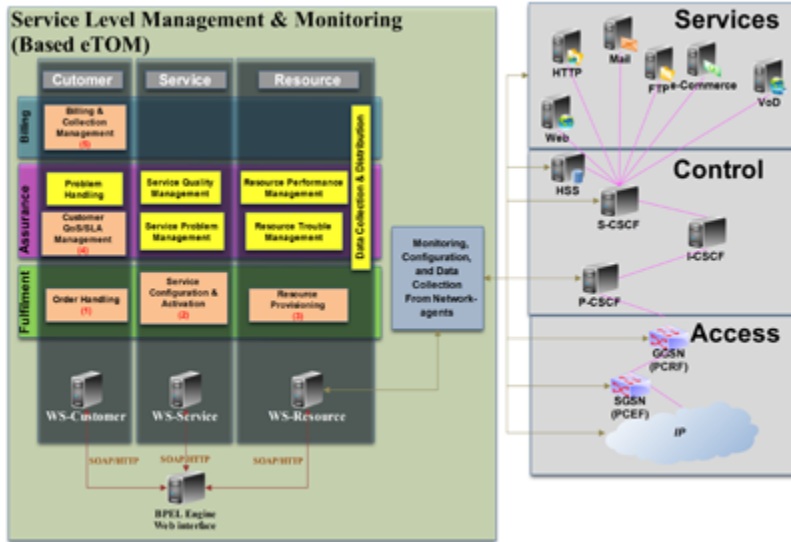 Service Level Management & Monitoring
(Based eTOM)
Cutomer
Service
Resource
Billing
Billing &
Collection
Management
(5)
Assurance
Problem
Handling
Service Quality
Management
Resource Performance
Management
Customer
QoS/SLA
Management
(4)
Service Problem
Management
Resource Trouble
Management
Data Collection & Distribution
Fulfilment
Order Handling
(1)
Service
Configuration &
Activation
(2)
Resource
Provisioning
(3)
WS-Customer
WS-Service
WS-Resource
SOAP/HTTP
SOAP/HTTP
SOAP/HTTP
BPEL Engine
Web interface
Monitoring,
Configuration,
and Data
Collection
From Network-
agents
Services
HTTP
Mail
FTP
e-Commerce
VoD
Web
Control
HSS
S-CSCF
I-CSCF
P-CSCF
Access
GGSN
(PCRF)
SGSN
(PCEF)
IP